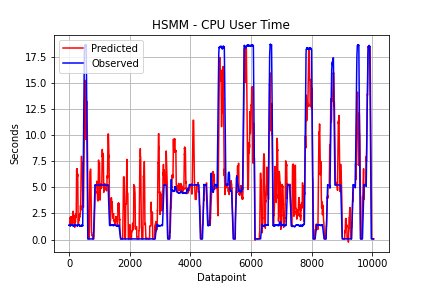 HSMM - CPU User Time
Predicted
Observed
Seconds
17.5
15.0
12.5
10.0
7.5
5.0
2.5
0.0
0 2000 4000 6000 8000 10000
Datapoint